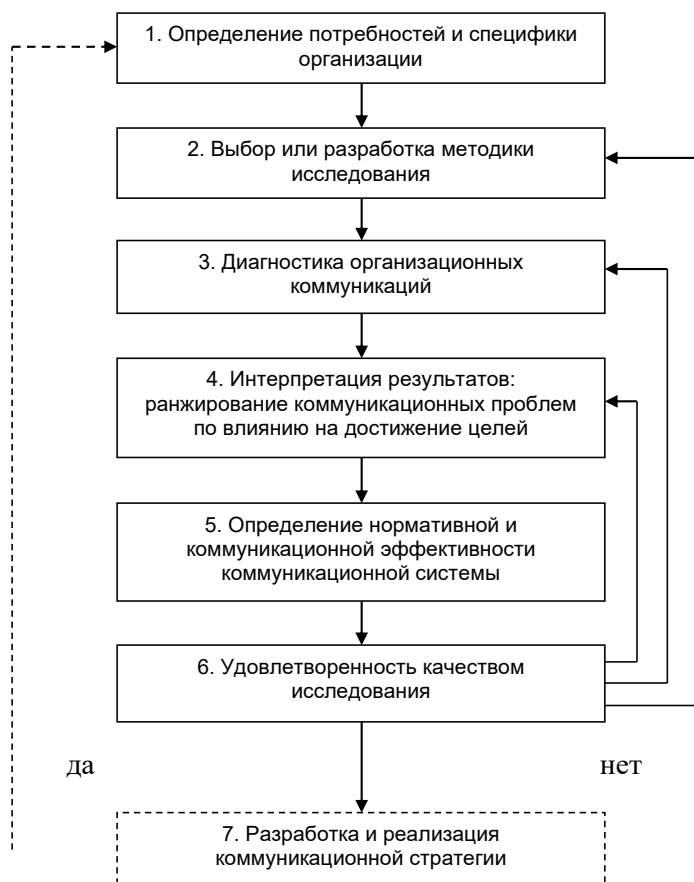 1. Определение потребностей и специфики
организации
2. Выбор или разработка методики
исследования
3. Диагностика организационных
коммуникаций
4. Интерпретация результатов:
ранжирование коммуникационных проблем
по влиянию на достижение целей
5. Определение нормативной и
коммуникационной эффективности
коммуникационной системы
6. Удовлетворенность качеством
исследования
да
нет
7. Разработка и реализация
коммуникационной стратегии